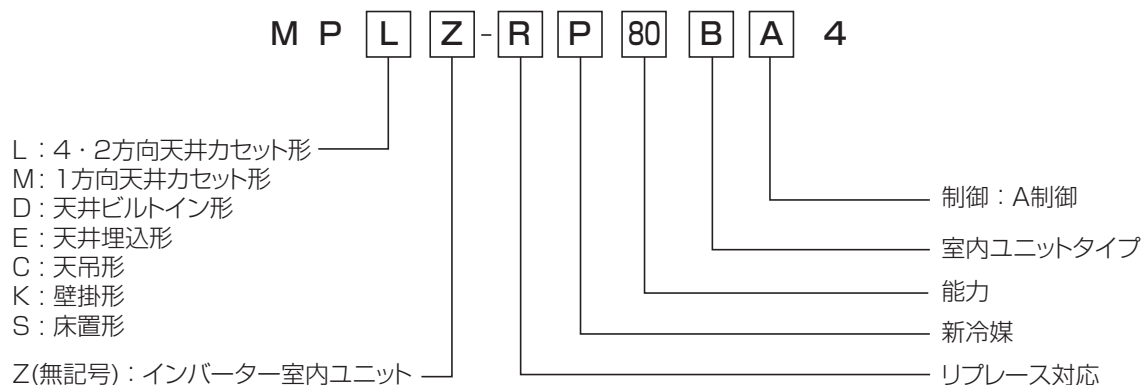 M P L Z - R P 80 B A 4
L : 4・2方向天井カセット形
M : 1方向天井カセット形
D : 天井ビルトイン形
E : 天井埋込形
C : 天吊形
K : 壁掛形
S : 床置形
Z(無記号) : インバーター室内ユニット
制御 : A制御
室内ユニットタイプ
能力
新冷媒
リプレース対応